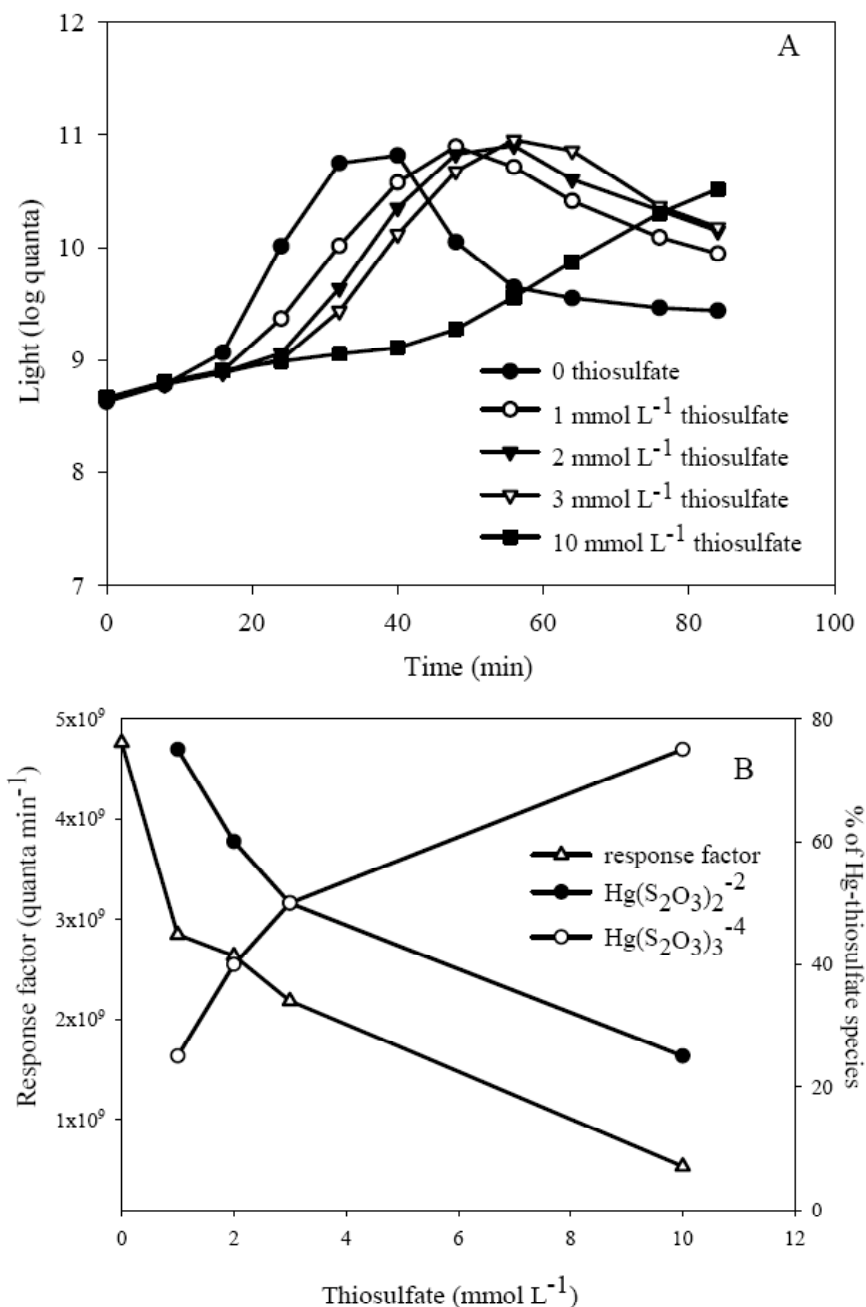 A
12
11
10
9
8
7
Light (log quanta)
0 thiosulfate
1 mmol L⁻¹ thiosulfate
2 mmol L⁻¹ thiosulfate
3 mmol L⁻¹ thiosulfate
10 mmol L⁻¹ thiosulfate
0 20 40 60 80 100
Time (min)
B
5x10⁹
4x10⁹
3x10⁹
2x10⁹
1x10⁹
Response factor (quanta min⁻¹)
response factor
Hg(S₂O₃)₂⁻²
Hg(S₂O₃)₃⁻⁴
80
60
40
20
0
% of Hg-thiosulfate species
0 2 4 6 8 10 12
Thiosulfate (mmol L⁻¹)